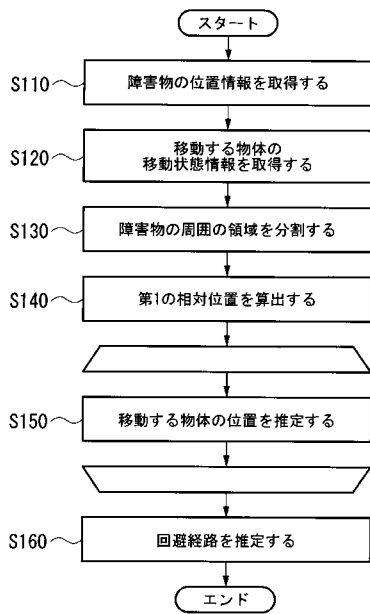 スタート
S110
障害物の位置情報を取得する
S120
移動する物体の
移動状態情報を取得する
S130
障害物の周囲の領域を分割する
S140
第1の相対位置を算出する
S150
移動する物体の位置を推定する
S160
回避経路を推定する
エンド